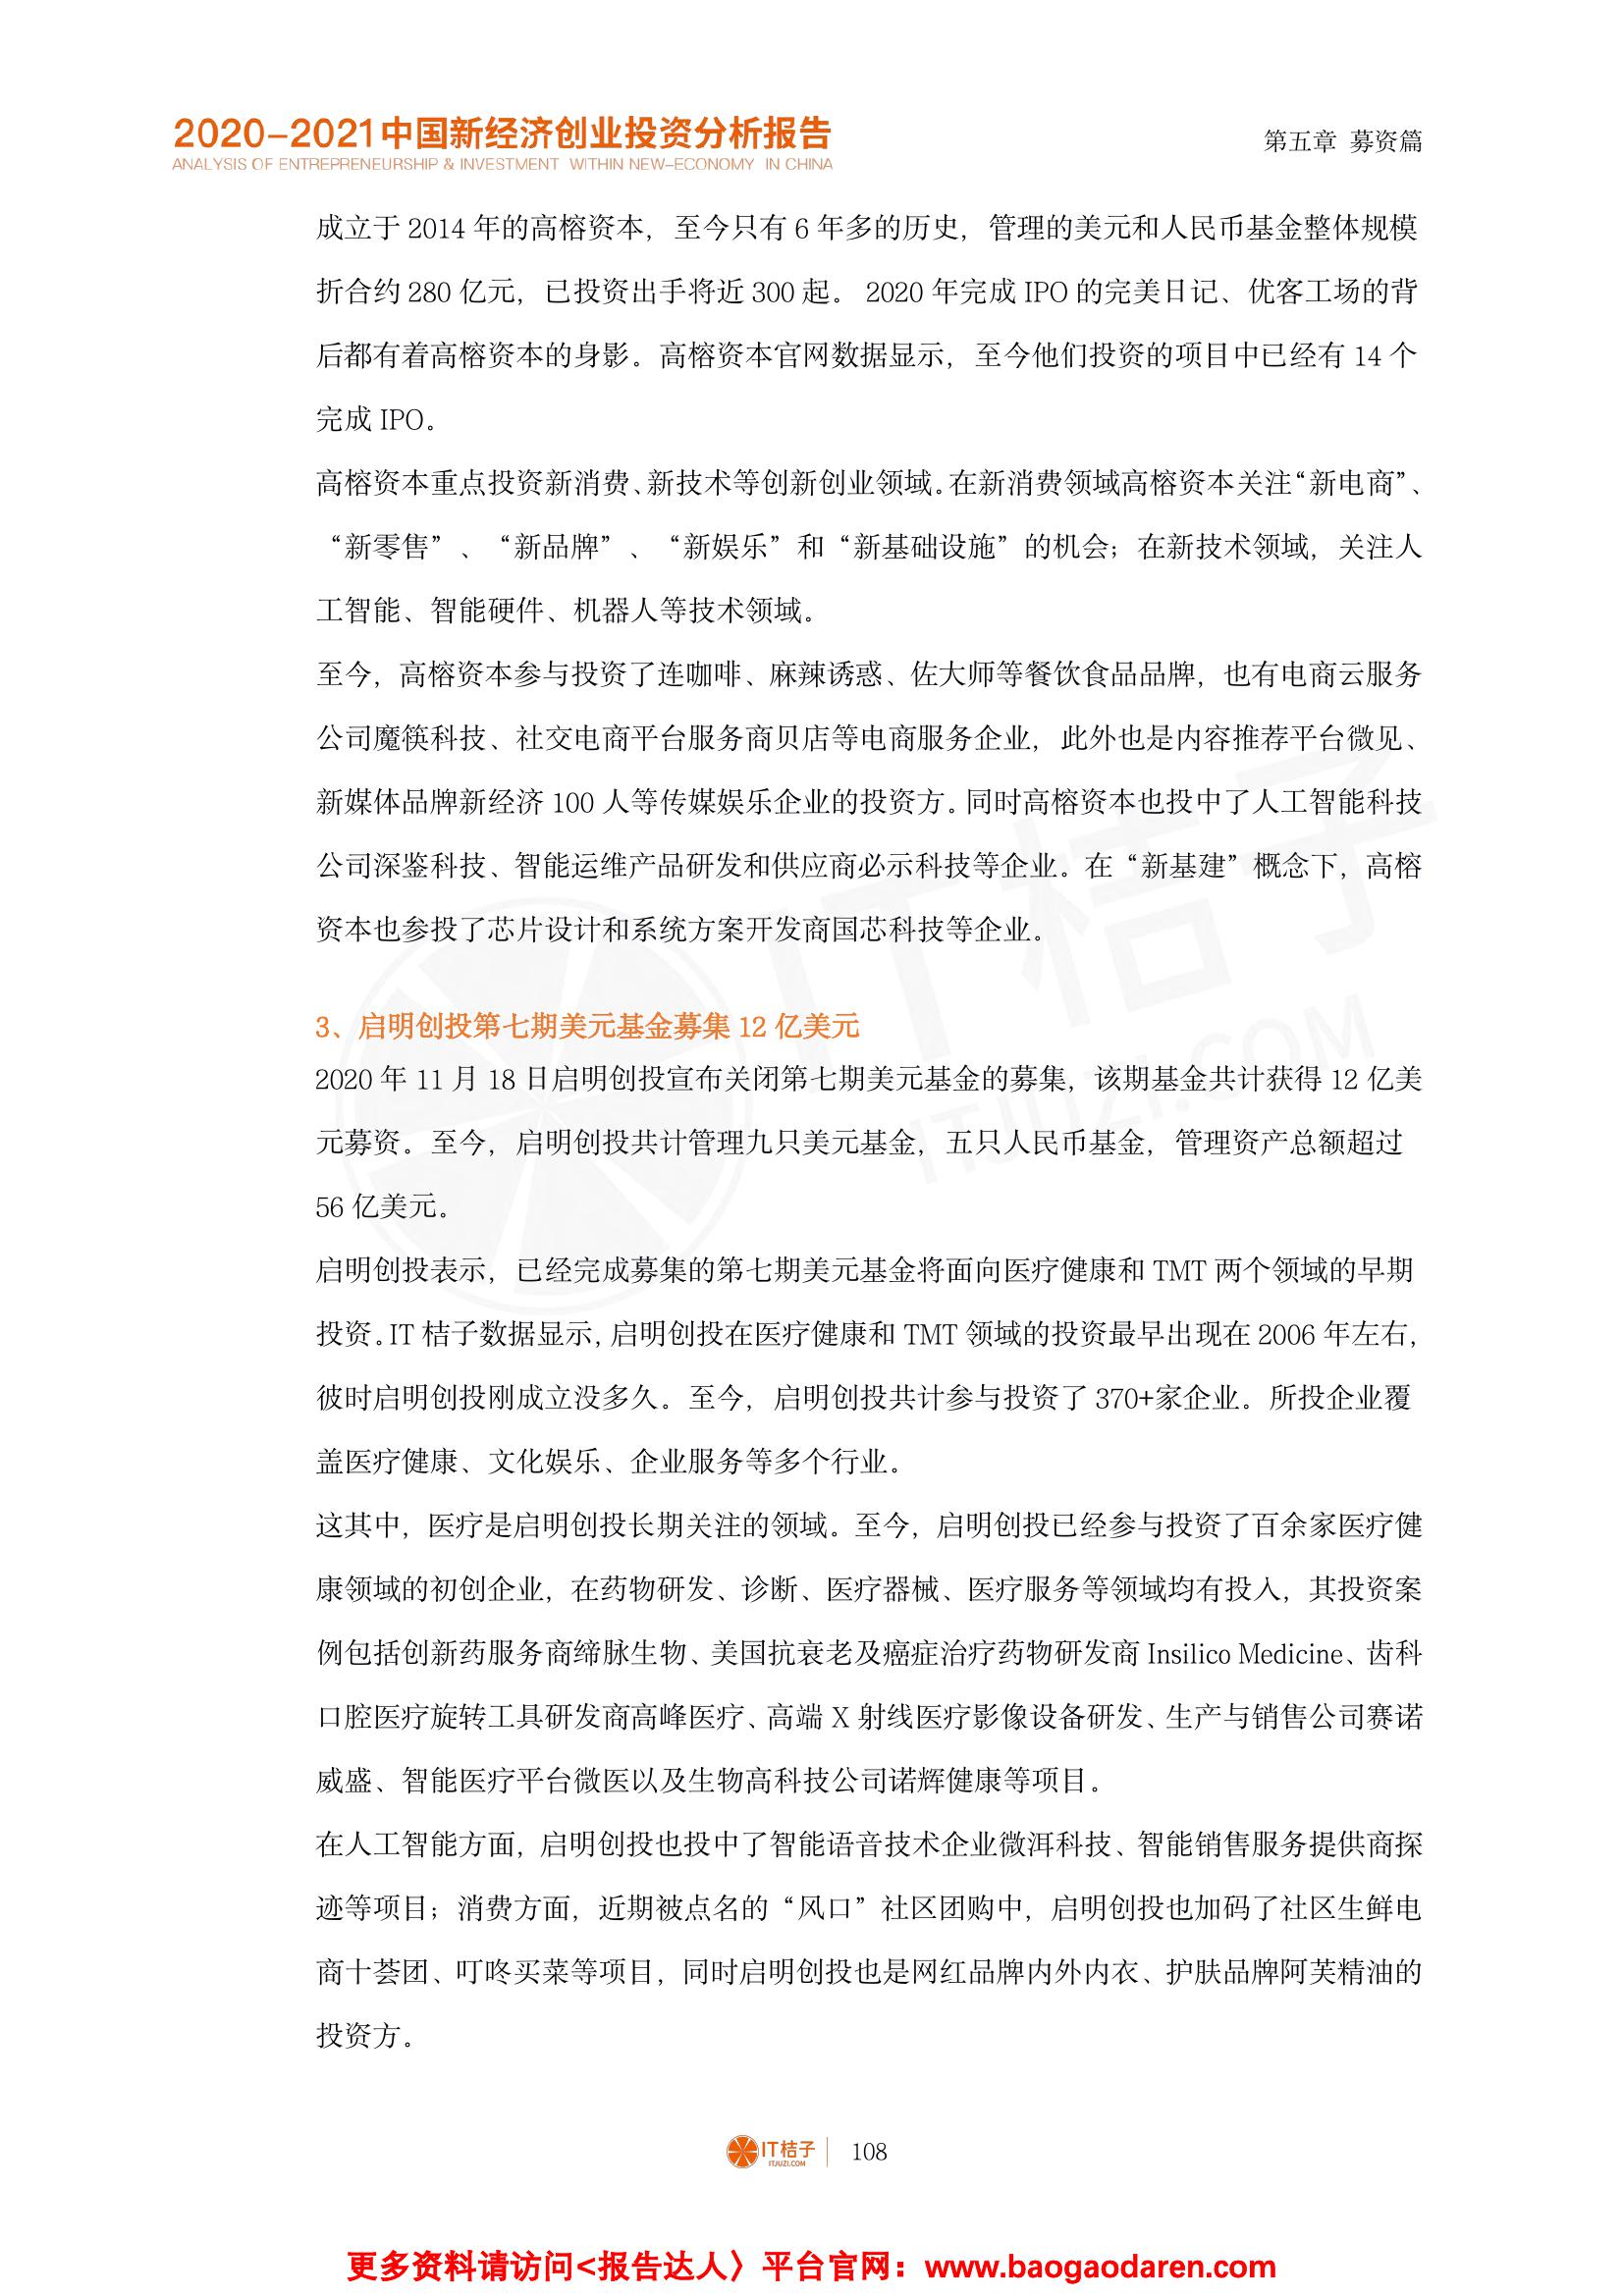 2020-2021中国新经济创业投资分析报告
ANALYSIS OF ENTREPRENEURSHIP & INVESTMENT WITHIN NEW-ECONOMY IN CHINA
第五章 募资篇
成立于 2014 年的高榕资本，至今只有 6 年多的历史，管理的美元和人民币基金整体规模
折合约 280 亿元，已投资出手将近 300 起。 2020 年完成 IPO 的完美日记、优客工场的背
后都有着高榕资本的身影。高榕资本官网数据显示，至今他们投资的项目中已经有 14 个
完成 IPO。
高榕资本重点投资新消费、新技术等创新创业领域。在新消费领域高榕资本关注“新电商”、
“新零售”、“新品牌”、“新娱乐”和“新基础设施”的机会；在新技术领域，关注人
工智能、智能硬件、机器人等技术领域。
至今，高榕资本参与投资了连咖啡、麻辣诱惑、佐大师等餐饮食品品牌，也有电商云服务
公司魔筷科技、社交电商平台服务商贝店等电商服务企业，此外也是内容推荐平台微见、
新媒体品牌新经济 100 人等传媒娱乐企业的投资方。同时高榕资本也投中了人工智能科技
公司深鉴科技、智能运维产品研发和供应商必示科技等企业。在“新基建”概念下，高榕
资本也参投了芯片设计和系统方案开发商国芯科技等企业。
IT桔子
ITJUZI.COM
3、启明创投第七期美元基金募集 12 亿美元
2020 年 11 月 18 日启明创投宣布关闭第七期美元基金的募集，该期基金共计获得 12 亿美
元募资。至今，启明创投共计管理九只美元基金，五只人民币基金，管理资产总额超过
56 亿美元。
启明创投表示，已经完成募集的第七期美元基金将面向医疗健康和 TMT 两个领域的早期
投资。IT 桔子数据显示，启明创投在医疗健康和 TMT 领域的投资最早出现在 2006 年左右，
彼时启明创投刚成立没多久。至今，启明创投共计参与投资了 370+家企业。所投企业覆
盖医疗健康、文化娱乐、企业服务等多个行业。
这其中，医疗是启明创投长期关注的领域。至今，启明创投已经参与投资了百余家医疗健
康领域的初创企业，在药物研发、诊断、医疗器械、医疗服务等领域均有投入，其投资案
例包括创新药服务商缔脉生物、美国抗衰老及癌症治疗药物研发商 Insilico Medicine、齿科
口腔医疗旋转工具研发商高峰医疗、高端 X 射线医疗影像设备研发、生产与销售公司赛诺
威盛、智能医疗平台微医以及生物高科技公司诺辉健康等项目。
在人工智能方面，启明创投也投中了智能语音技术企业微洱科技、智能销售服务提供商探
迹等项目；消费方面，近期被点名的“风口”社区团购中，启明创投也加码了社区生鲜电
商十荟团、叮咚买菜等项目，同时启明创投也是网红品牌内外内衣、护肤品牌阿芙精油的
投资方。
IT桔子
ITJUZI.COM
108
更多资料请访问<报告达人〉平台官网：www.baogaodaren.com